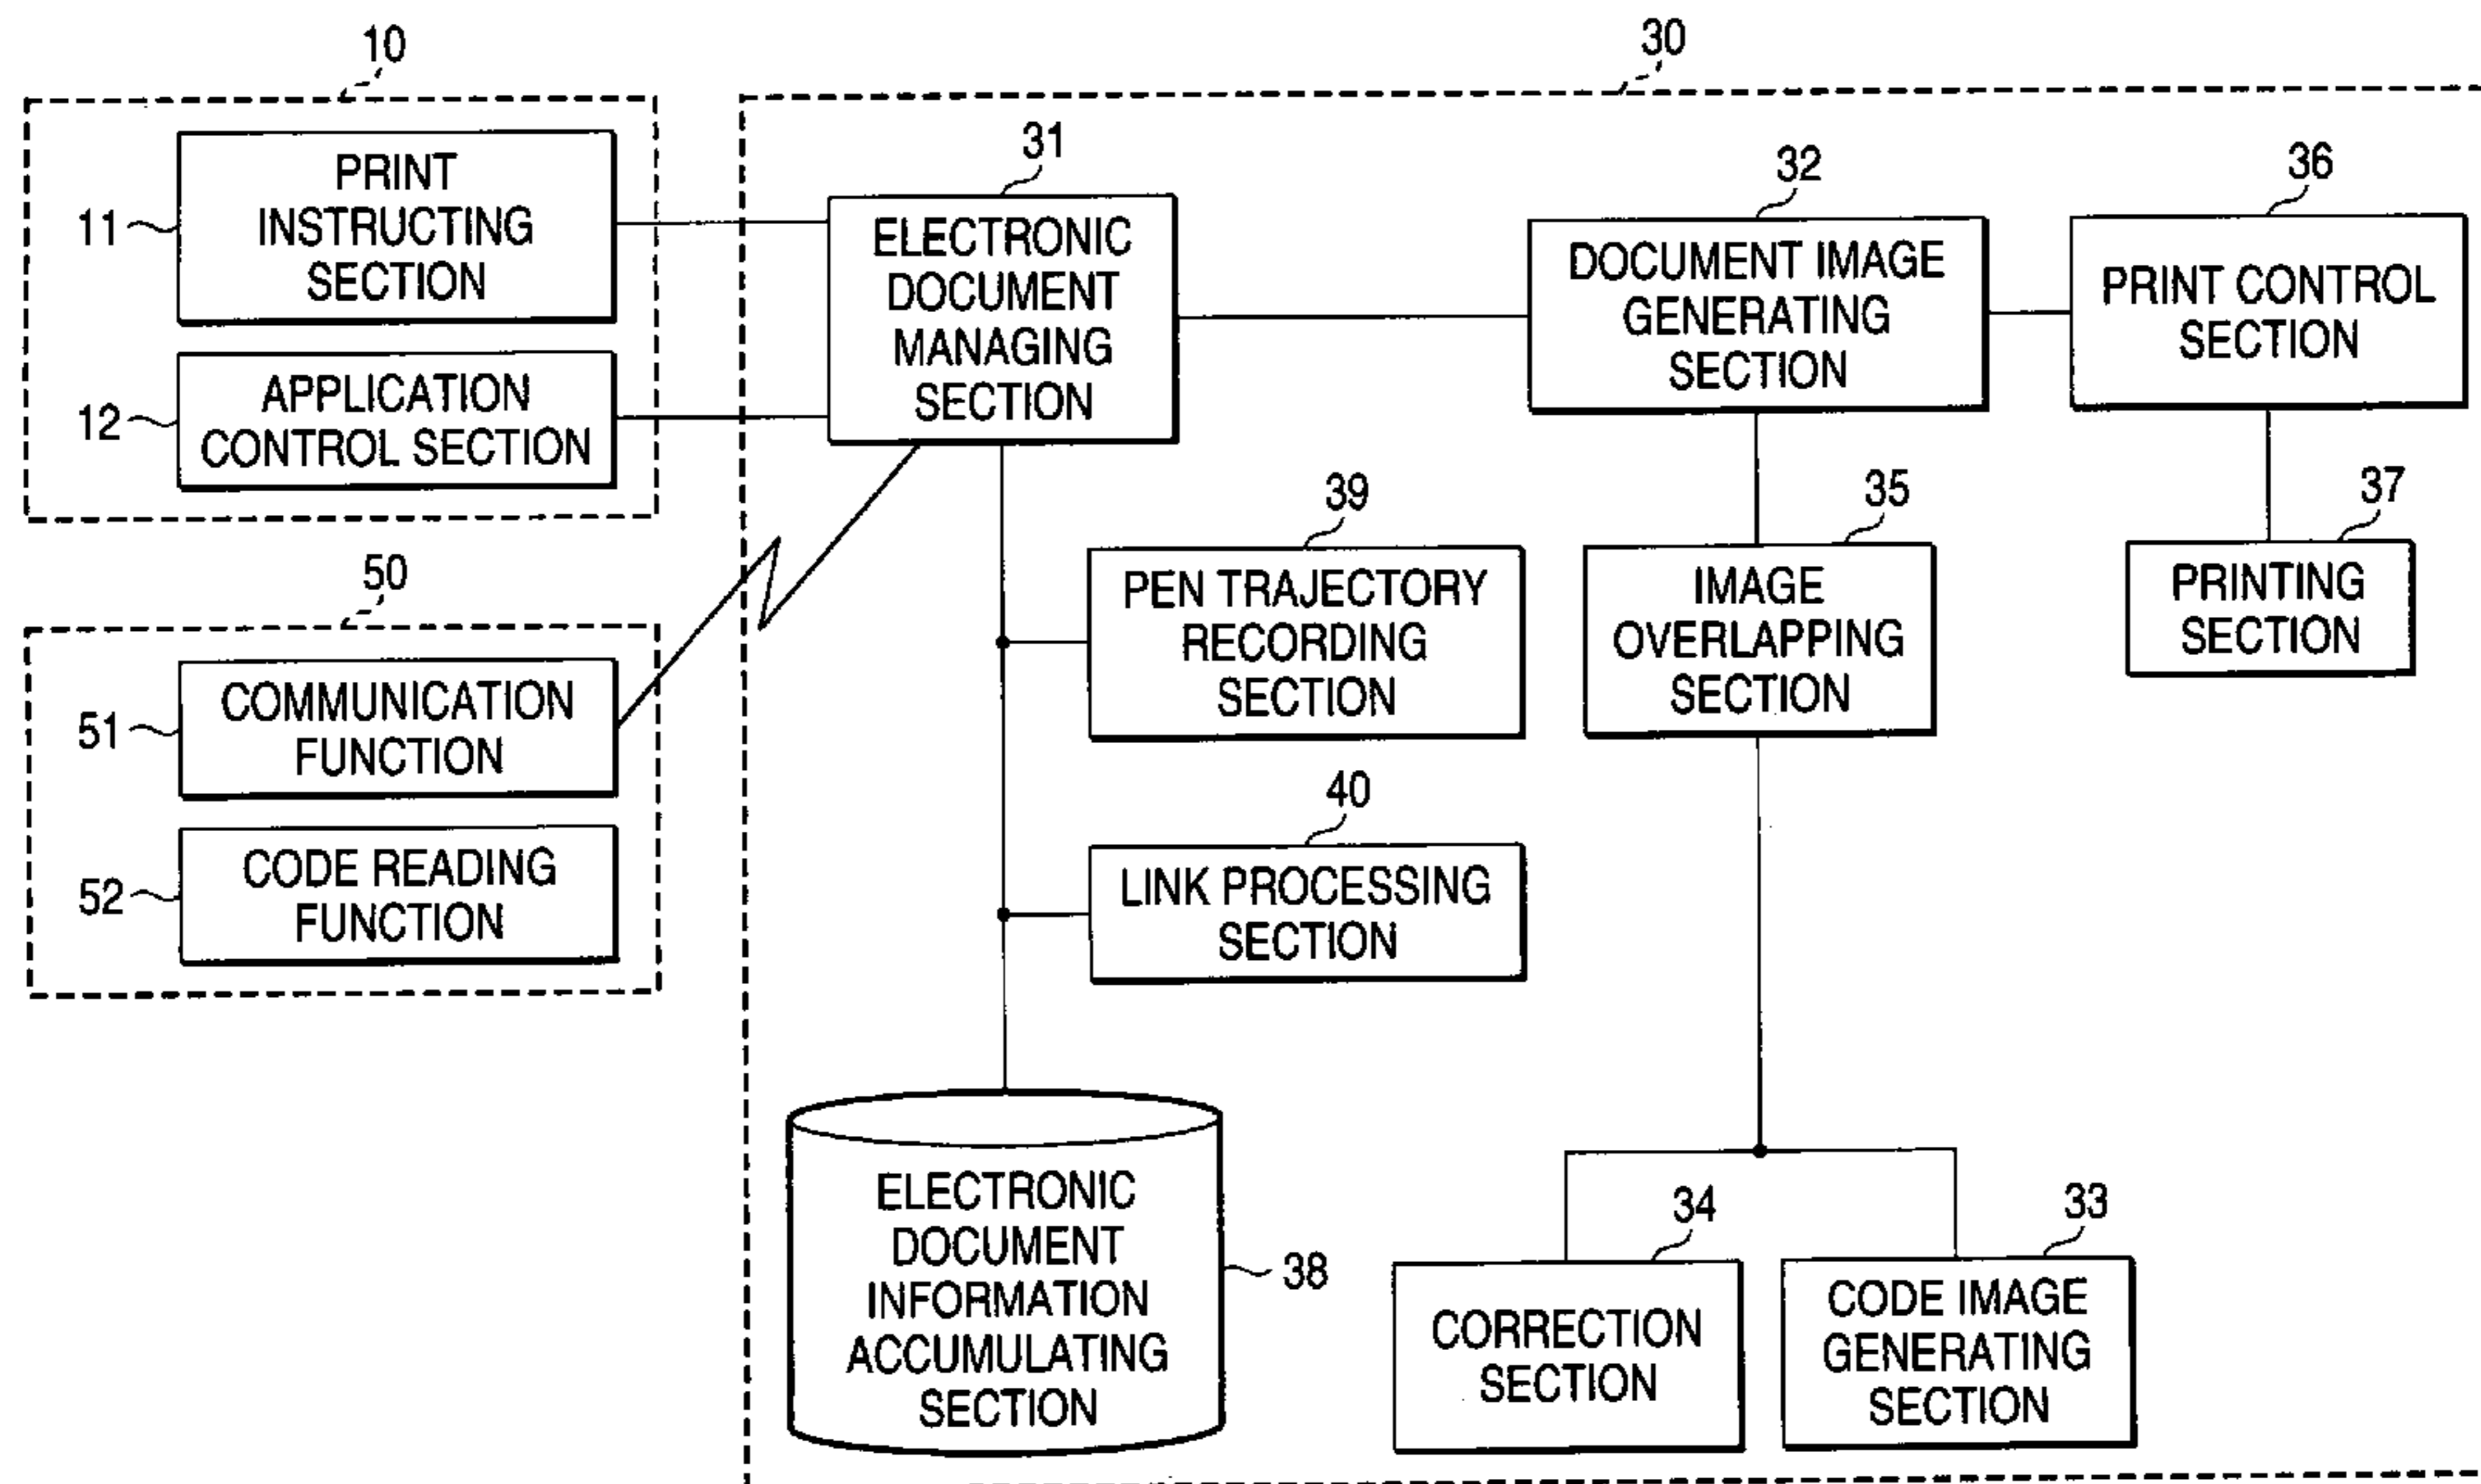 10
30
11
PRINT
INSTRUCTING
SECTION
12
APPLICATION
CONTROL SECTION
31
ELECTRONIC
DOCUMENT
MANAGING
SECTION
32
DOCUMENT IMAGE
GENERATING
SECTION
36
PRINT CONTROL
SECTION
50
51
COMMUNICATION
FUNCTION
52
CODE READING
FUNCTION
39
PEN TRAJECTORY
RECORDING
SECTION
35
IMAGE
OVERLAPPING
SECTION
37
PRINTING
SECTION
40
LINK PROCESSING
SECTION
ELECTRONIC
DOCUMENT
INFORMATION
ACCUMULATING
SECTION
38
34
CORRECTION
SECTION
33
CODE IMAGE
GENERATING
SECTION